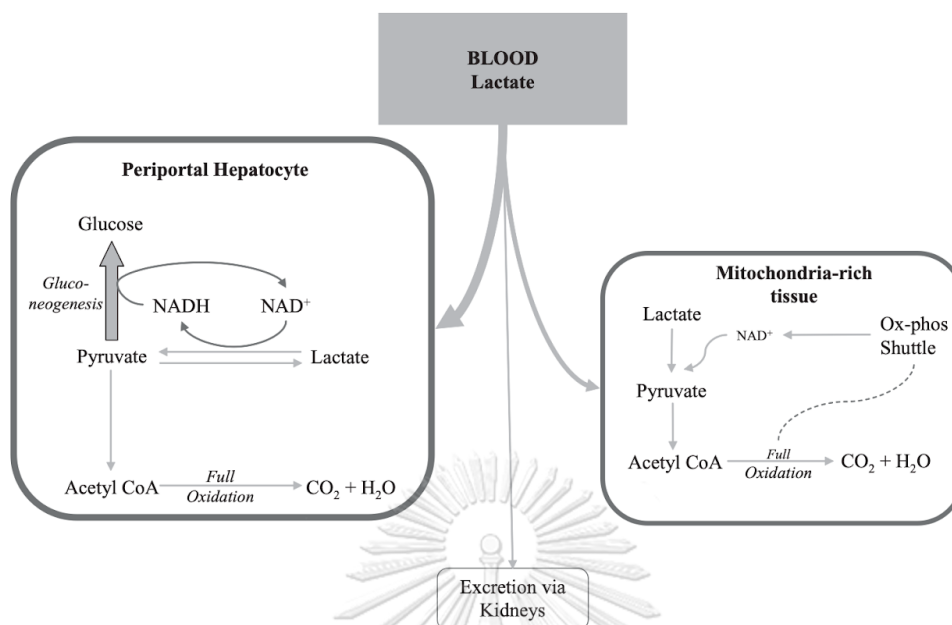 BLOOD
Lactate
Periportal Hepatocyte
Glucose
Gluco-
neogenesis
NADH
NAD⁺
Pyruvate
Lactate
Acetyl CoA
Full
Oxidation
CO₂ + H₂O
Mitochondria-rich
tissue
Lactate
NAD⁺
Ox-phos
Shuttle
Pyruvate
Acetyl CoA
Full
Oxidation
CO₂ + H₂O
Excretion via
Kidneys